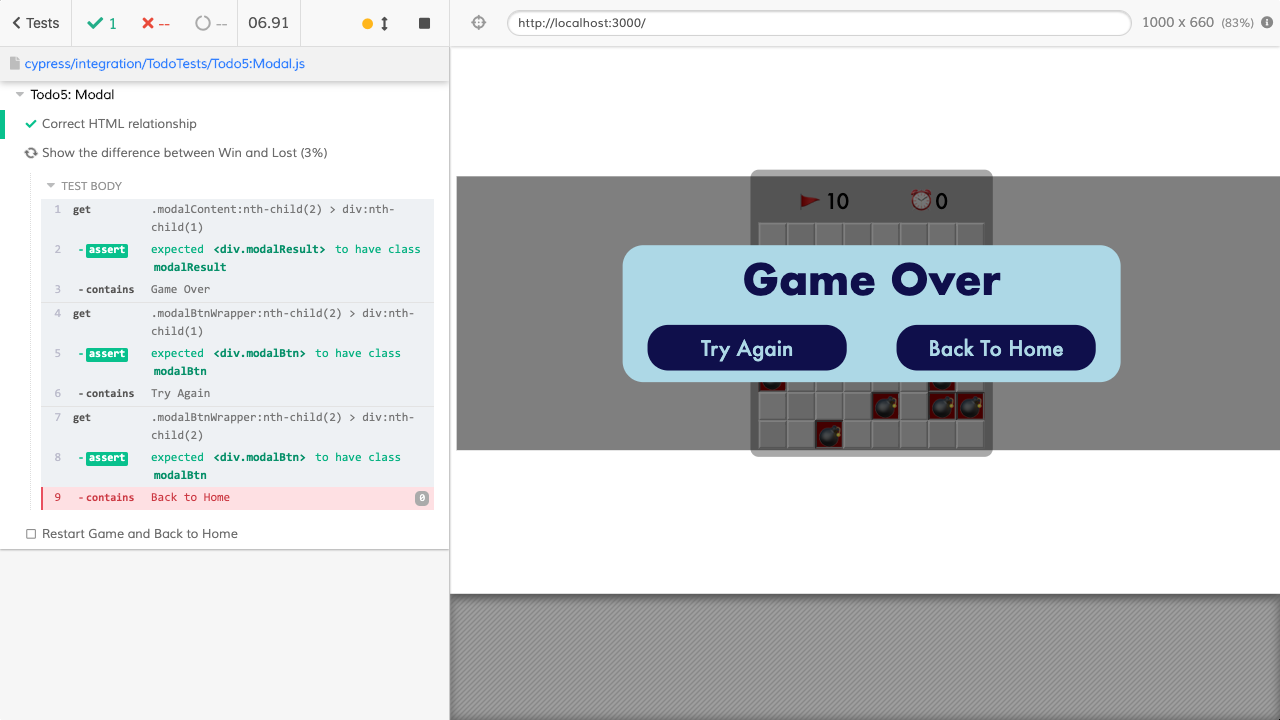 Tests 1 -- -- 06.91
http://localhost:3000/ 1000 x 660 (83%)
cypress/integration/TodoTests/Todo5:Modal.js
Todo5: Modal
Correct HTML relationship
Show the difference between Win and Lost (3%)
TEST BODY
1 get .modalContent:nth-child(2) > div:nth-
child(1)
2 -assert expected <div.modalResult> to have class
modalResult
3 -contains Game Over
4 get .modalBtnWrapper:nth-child(2) > div:nth-
child(1)
5 -assert expected <div.modalBtn> to have class
modalBtn
6 -contains Try Again
7 get .modalBtnWrapper:nth-child(2) > div:nth-
child(2)
8 -assert expected <div.modalBtn> to have class
modalBtn
9 -contains Back to Home 0
Restart Game and Back to Home
10 0
Game Over
Try Again Back To Home